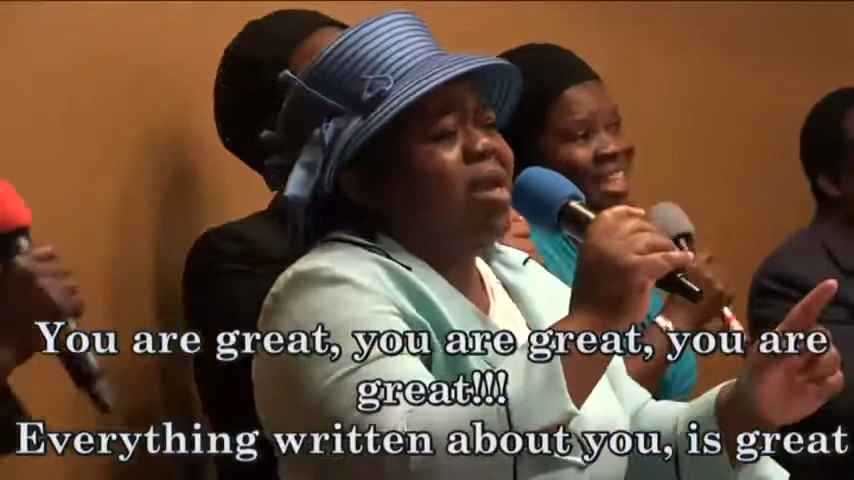 You are great, you are great, you are
great!!!
Everything written about you, is great